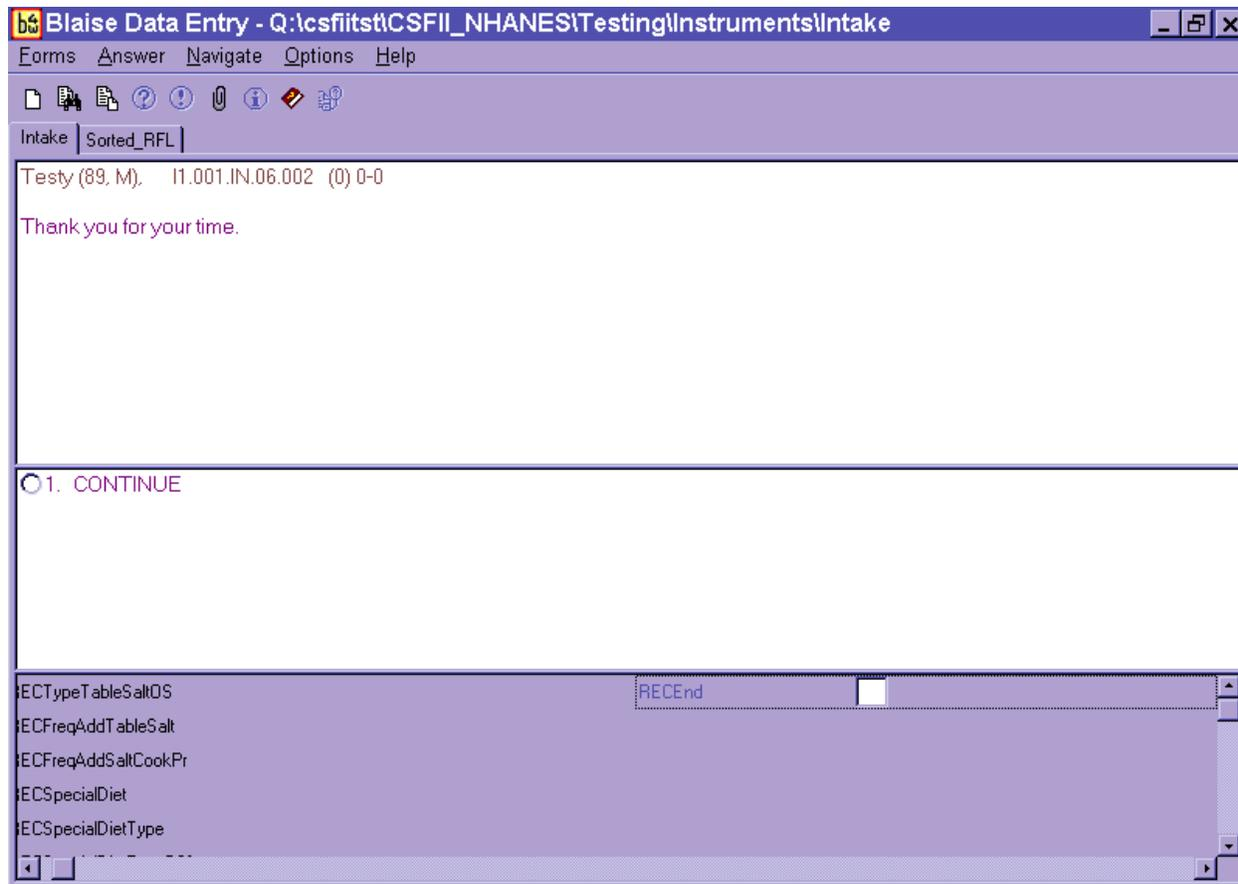 Blaise Data Entry - Q:\csfiitst\CSFII_NHANES\Testing\Instruments\Intake
Forms Answer Navigate Options Help
Intake Sorted_RFL
Testy (89, M), I1.001.IN.06.002 (0) 0-0
Thank you for your time.
1. CONTINUE
ECTypeTableSaltOS RECEnd
ECFreqAddTableSalt
ECFreqAddSaltCookPr
ECSpecialDiet
ECSpecialDietType